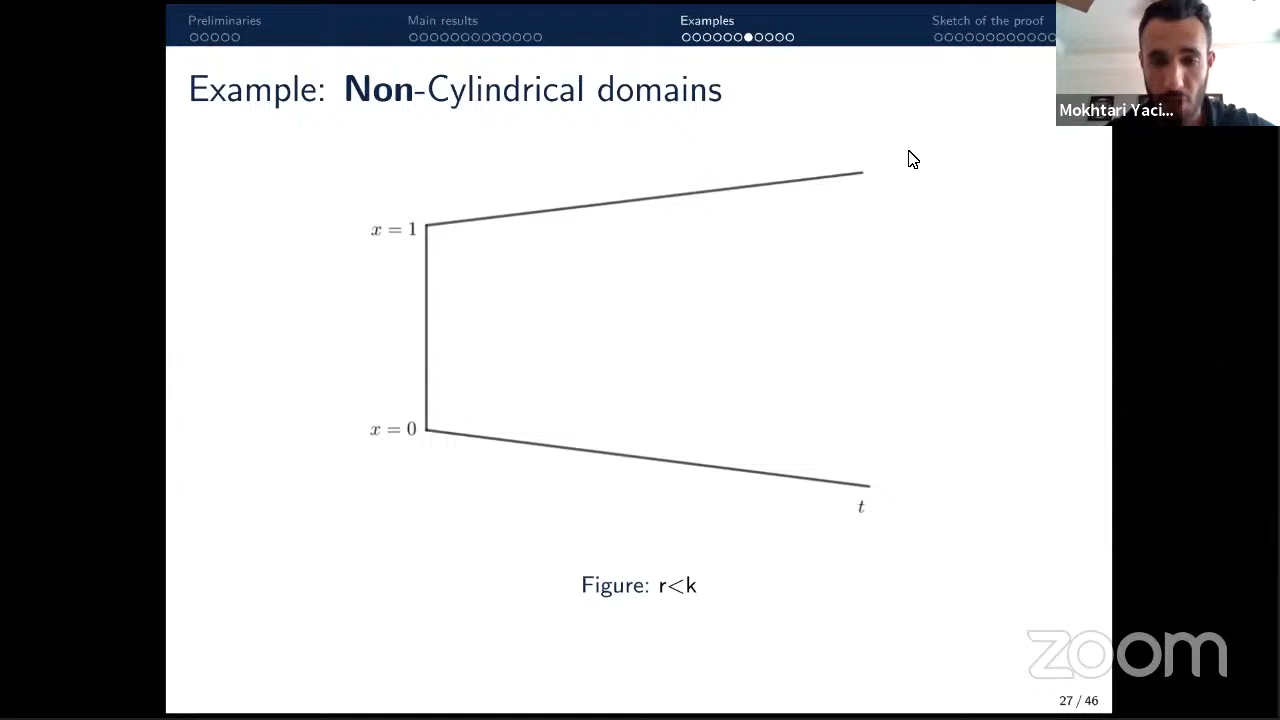 Preliminaries Main results Examples Sketch of the proof
Mokhtari Yaci...
Example: Non-Cylindrical domains
x = 1
x = 0
t
Figure: r<k
zoom
27 / 46